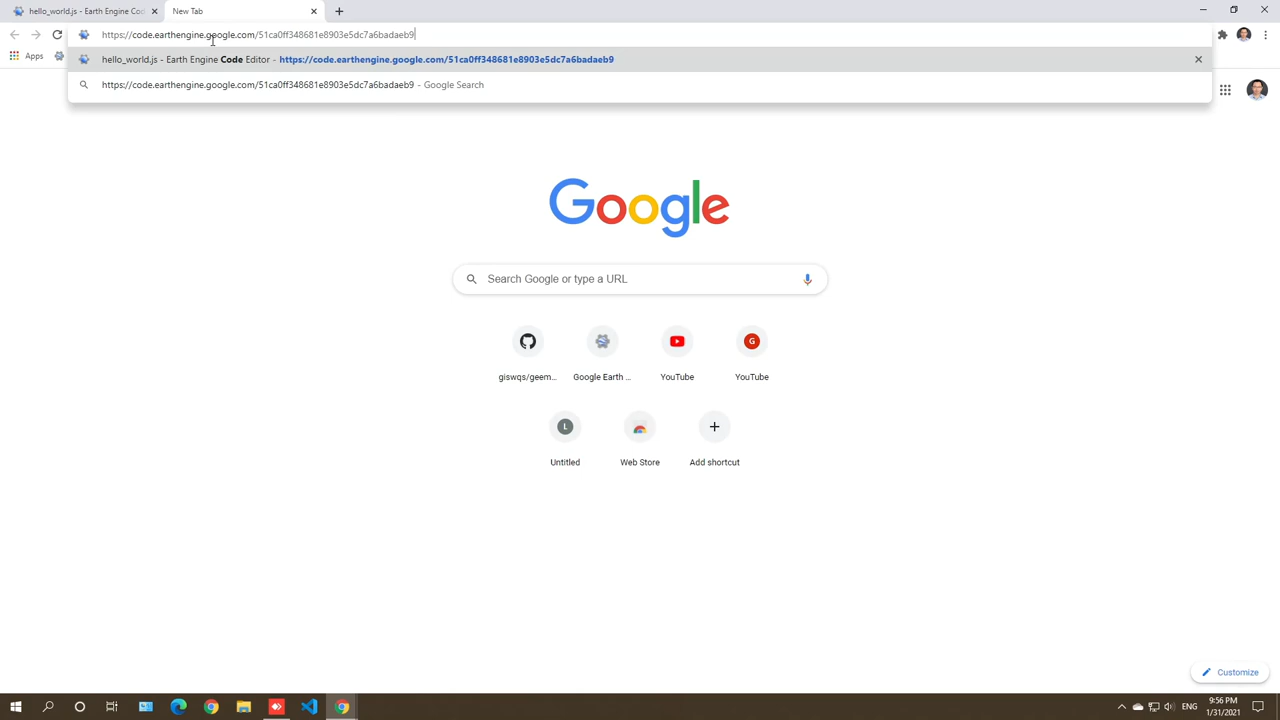 hello_world.js - Earth Engine Cod
New Tab
https://code.earthengine.google.com/51ca0ff348681e8903e5dc7a6badaeb9
Apps
hello_world.js - Earth Engine Code Editor - https://code.earthengine.google.com/51ca0ff348681e8903e5dc7a6badaeb9
https://code.earthengine.google.com/51ca0ff348681e8903e5dc7a6badaeb9 - Google Search
Google
Search Google or type a URL
G
giswqs/geem...
Google Earth ...
YouTube
YouTube
L
Untitled
Web Store
Add shortcut
Customize
ENG
9:56 PM
1/31/2021